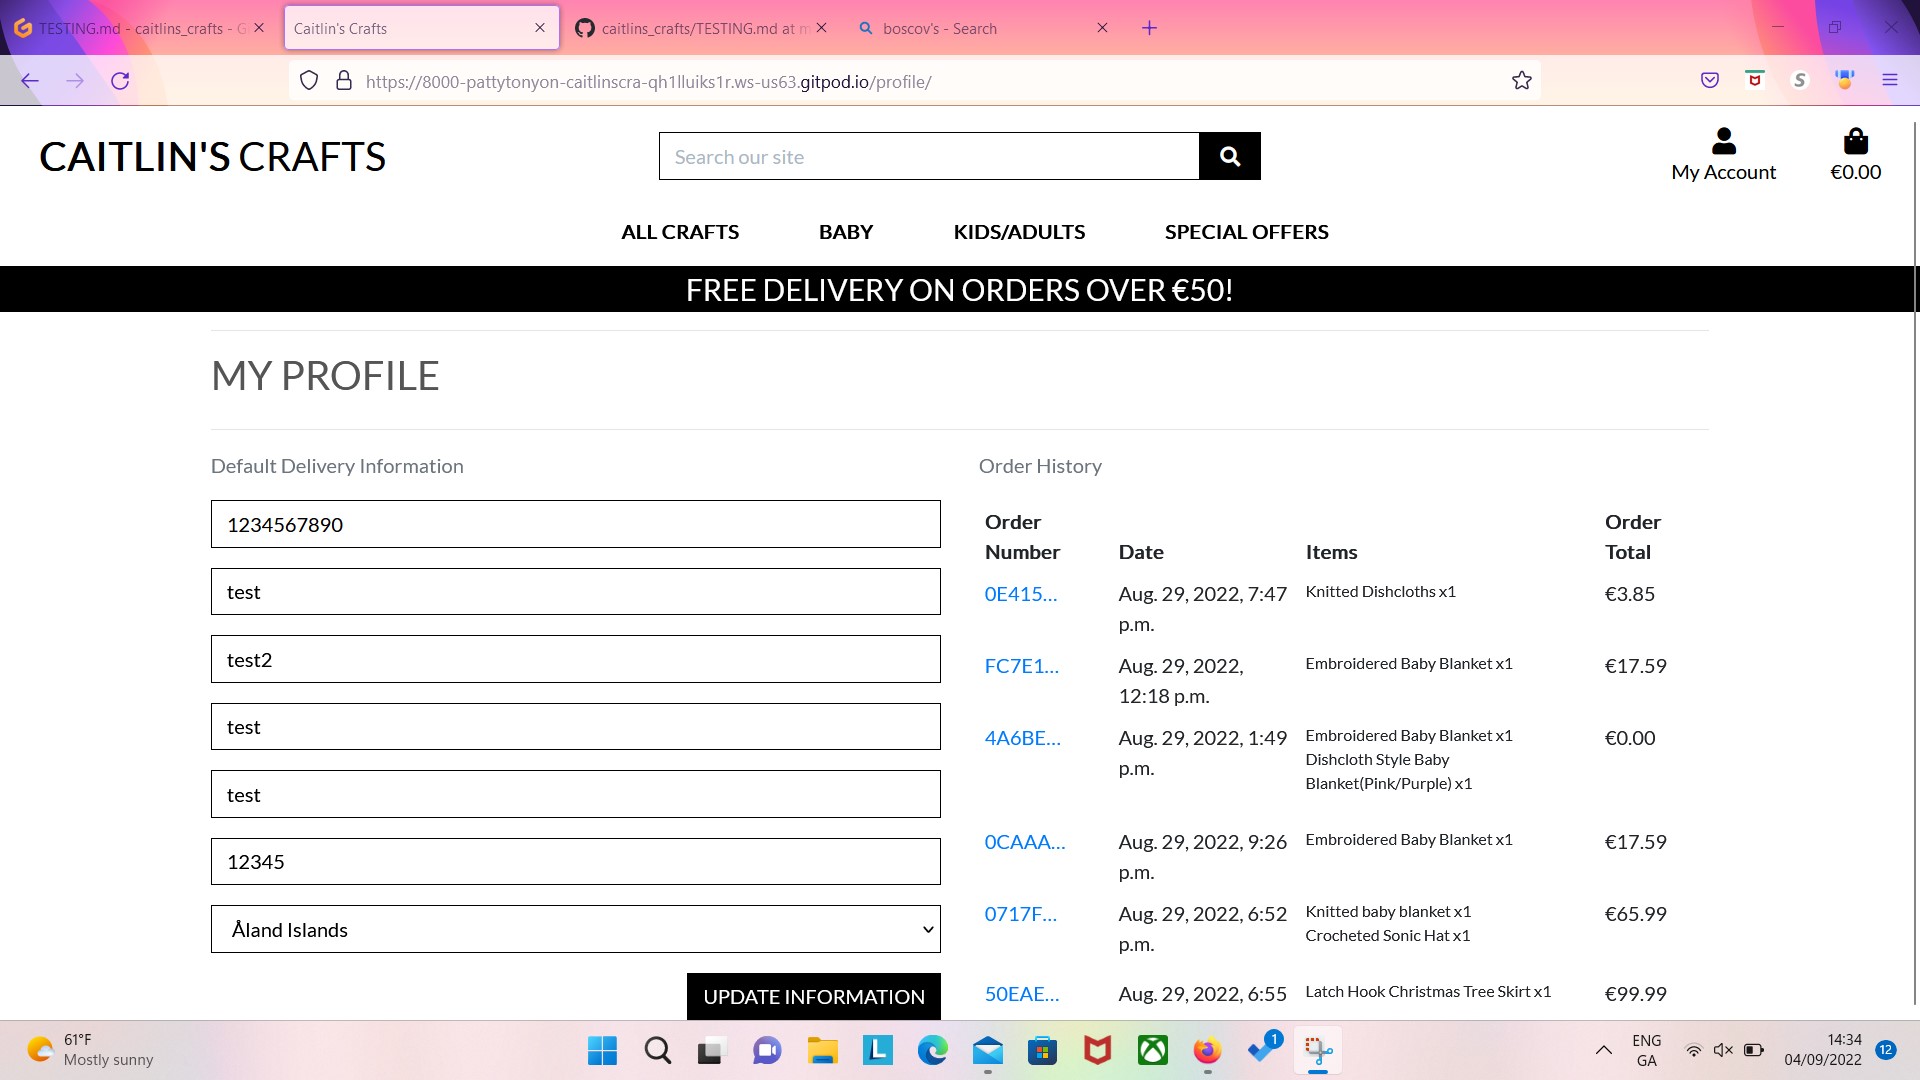 TESTING.md - caitlins_crafts - Gi
Caitlin's Crafts
caitlins_crafts/TESTING.md at m
boscov's - Search
https://8000-pattytonyon-caitlinscra-qh1lluiks1r.ws-us63.gitpod.io/profile/
CAITLIN'S CRAFTS
Search our site
My Account
€0.00
ALL CRAFTS
BABY
KIDS/ADULTS
SPECIAL OFFERS
FREE DELIVERY ON ORDERS OVER €50!
MY PROFILE
Default Delivery Information
1234567890
test
test2
test
test
12345
Åland Islands
UPDATE INFORMATION
Order History
Order
Number
Date
Items
Order
Total
0E415...
Aug. 29, 2022, 7:47
p.m.
Knitted Dishcloths x1
€3.85
FC7E1...
Aug. 29, 2022,
12:18 p.m.
Embroidered Baby Blanket x1
€17.59
4A6BE...
Aug. 29, 2022, 1:49
p.m.
Embroidered Baby Blanket x1
Dishcloth Style Baby
Blanket(Pink/Purple) x1
€0.00
0CAAA...
Aug. 29, 2022, 9:26
p.m.
Embroidered Baby Blanket x1
€17.59
0717F...
Aug. 29, 2022, 6:52
p.m.
Knitted baby blanket x1
Crocheted Sonic Hat x1
€65.99
50EAE...
Aug. 29, 2022, 6:55
Latch Hook Christmas Tree Skirt x1
€99.99
61°F
Mostly sunny
L
1
ENG
GA
14:34
04/09/2022
12